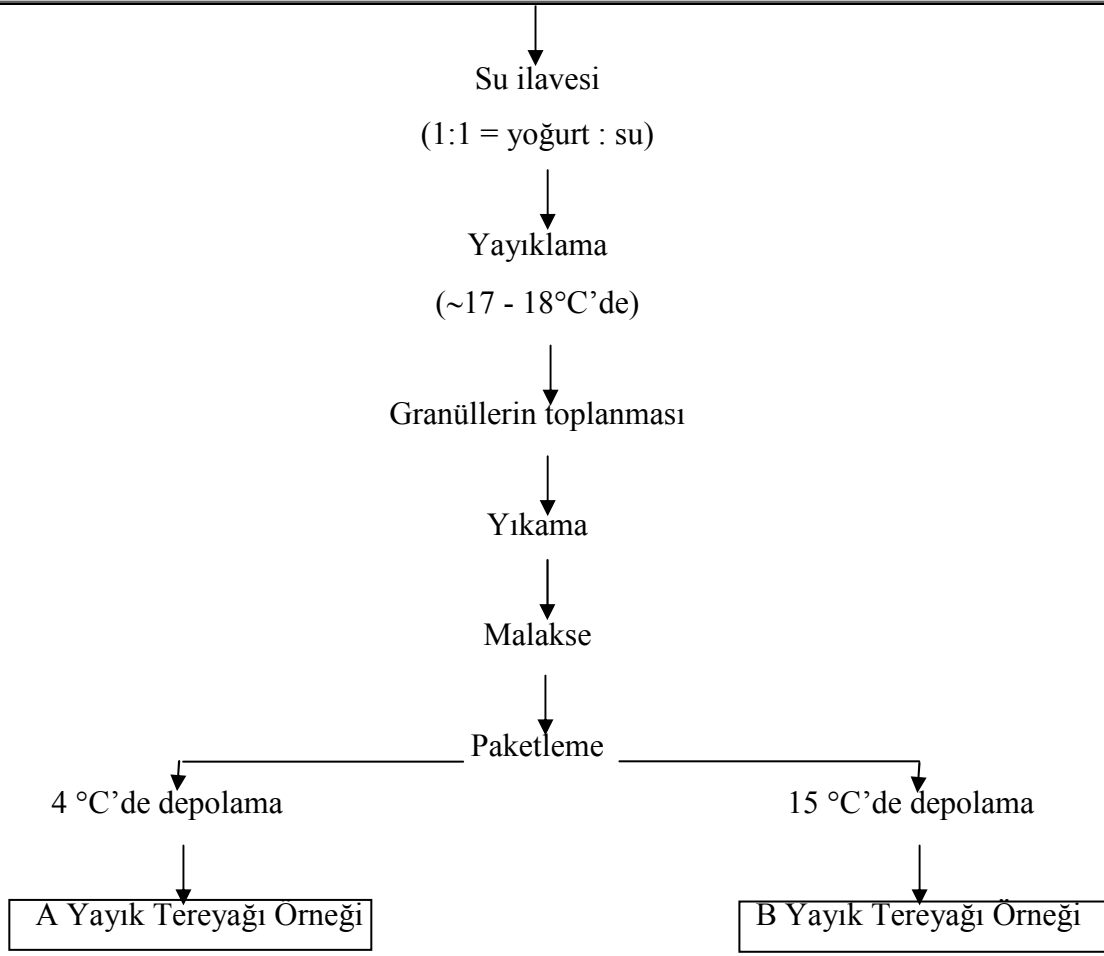 Su ilavesi
(1:1 = yoğurt : su)
Yayıklama
(~17 - 18°C’de)
Granüllerin toplanması
Yıkama
Malakse
Paketleme
4 °C’de depolama
15 °C’de depolama
A Yayık Tereyağı Örneği
B Yayık Tereyağı Örneği